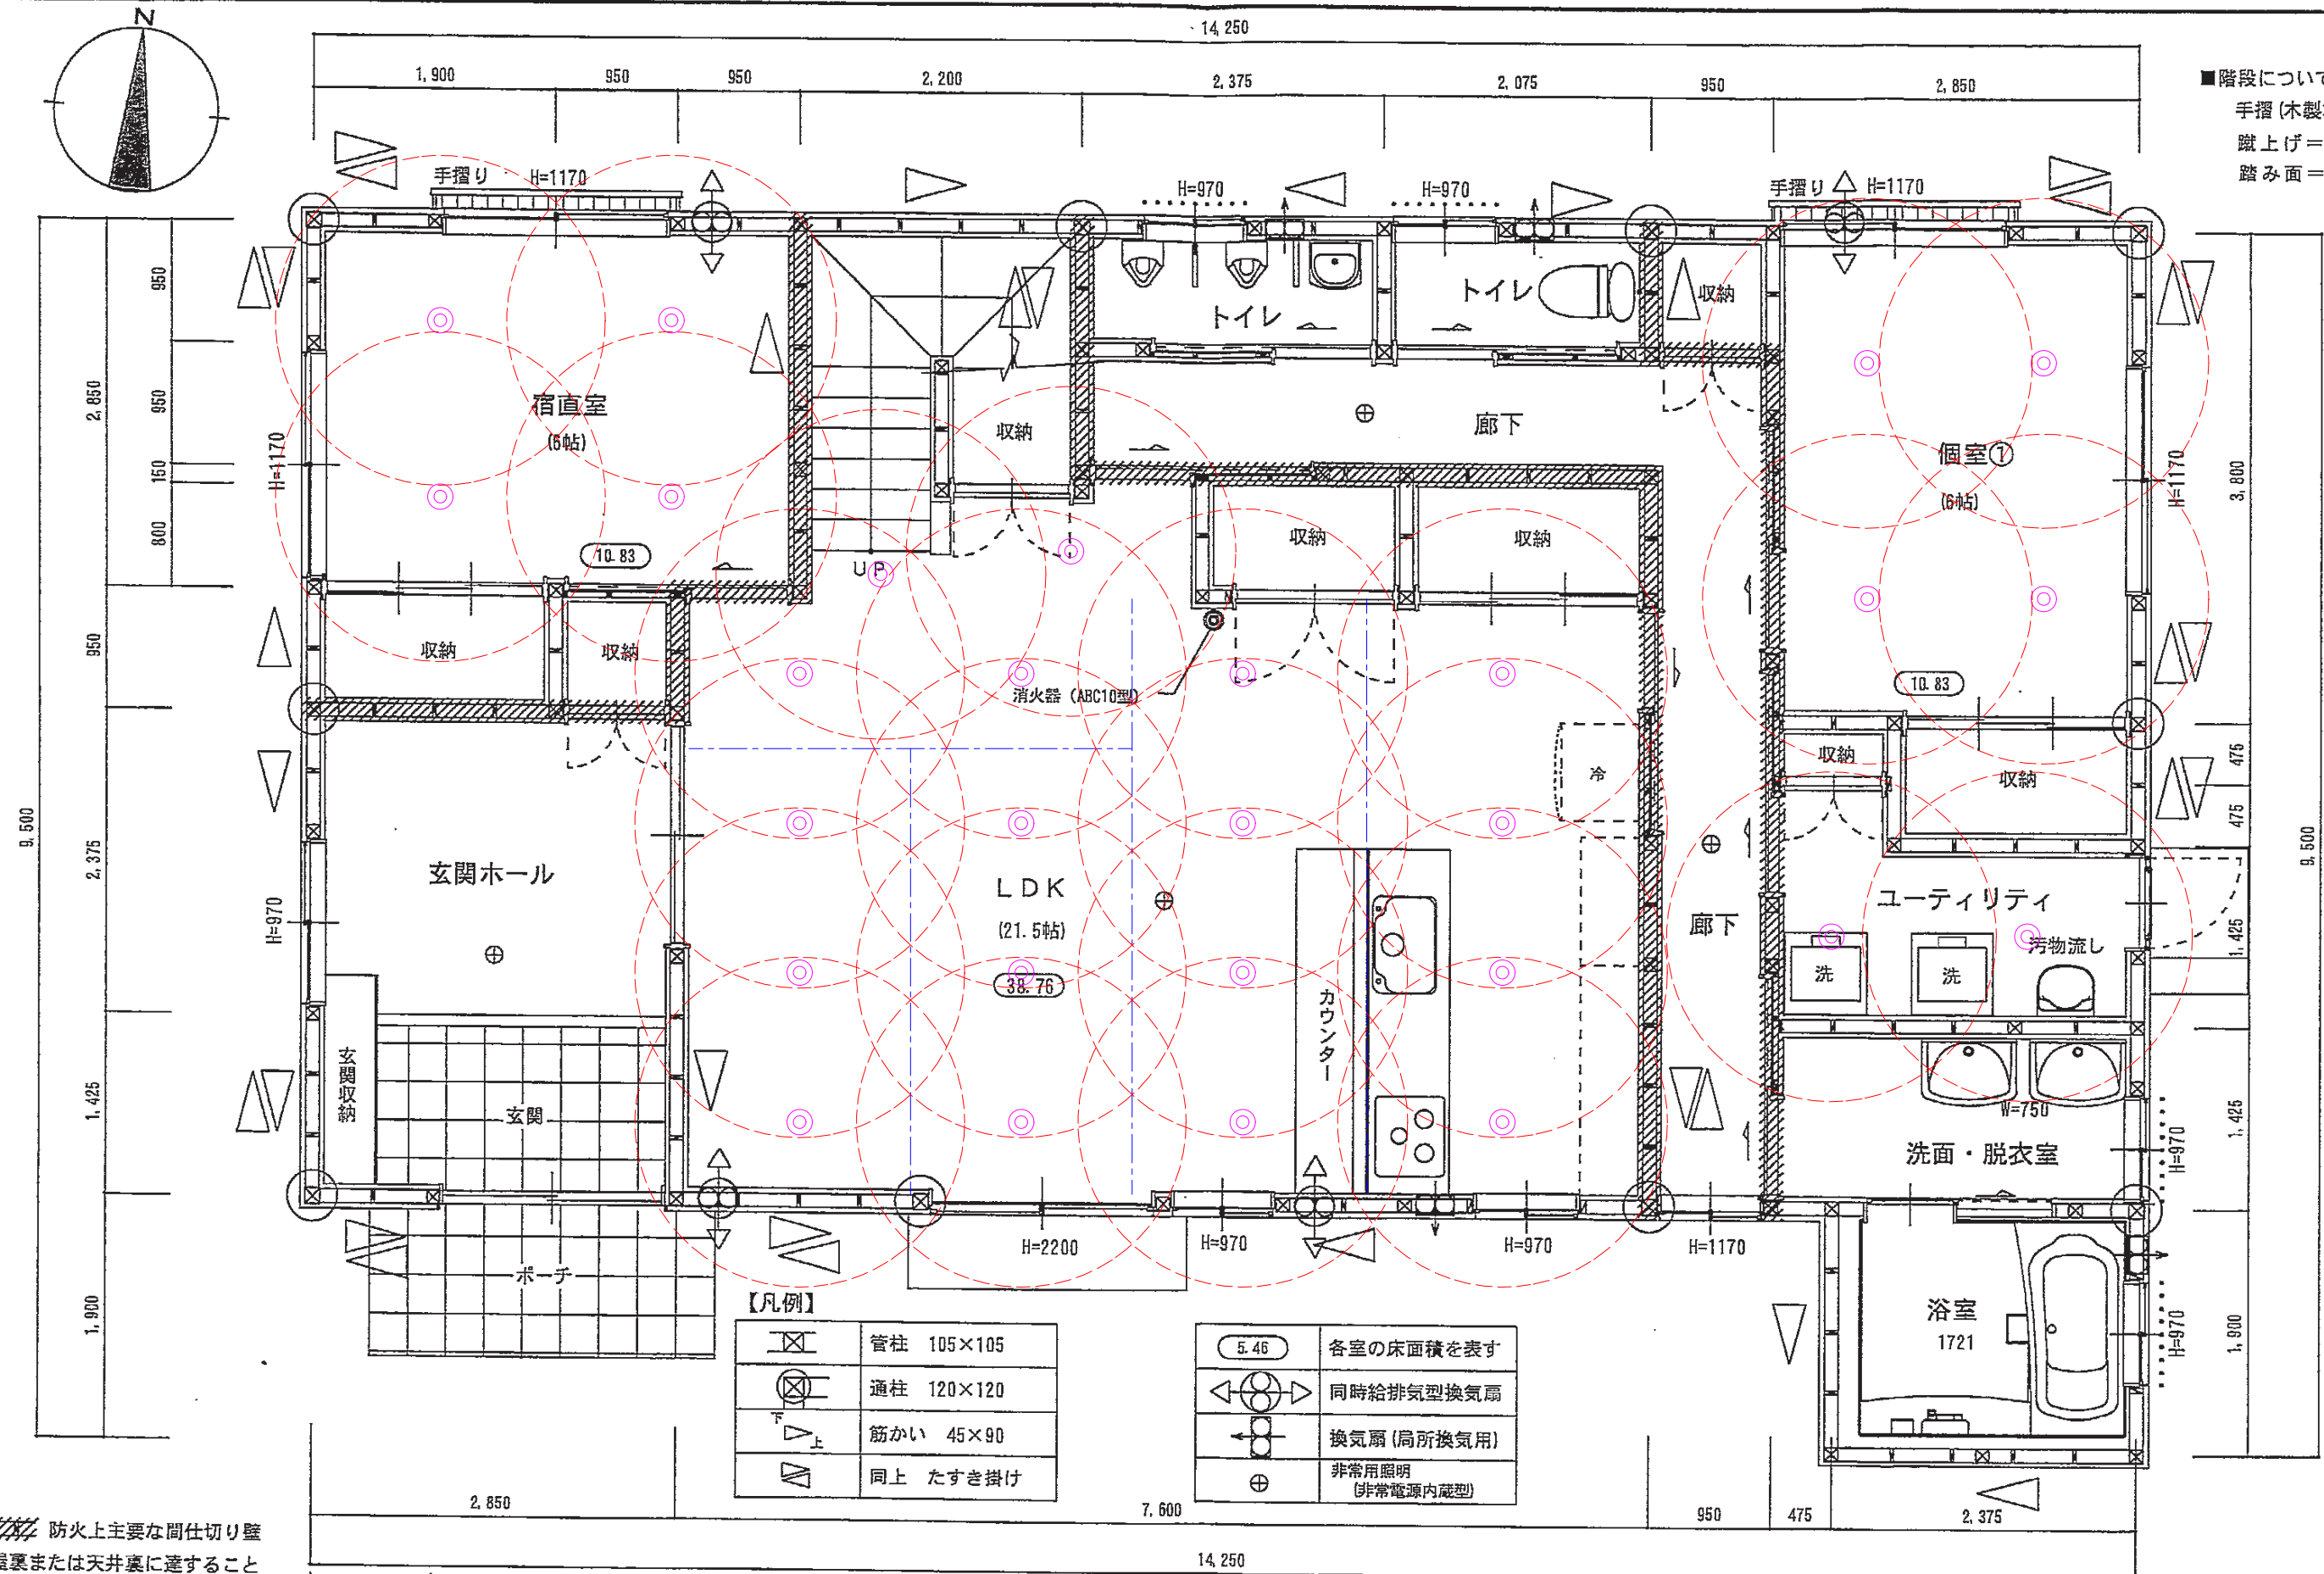 N
14,250
1,900
950
950
2,200
2,375
2,075
950
2,850
■階段につい
手摺(木製
蹴上げ=
踏み面=
手摺り
H=1170
H=970
H=970
手摺り
H=1170
950
950
150
800
2,850
950
2,375
1,425
1,900
9,500
H=1170
H=970
宿直室
(6帖)
10.83
収納
収納
収納
UP
トイレ
トイレ
収納
廊下
収納
収納
個室①
(6帖)
10.83
H=1170
3,800
475
475
1,425
1,425
1,900
9,500
消火器(ABC10型)
冷
収納
収納
玄関ホール
LDK
(21.5帖)
38.76
カウンター
廊下
ユーティリティ
汚物流し
洗
洗
玄関収納
玄関
W=750
洗面・脱衣室
H=970
ポーチ
H=2200
H=970
H=970
H=1170
浴室
1721
H=970
【凡例】
管柱 105×105
通柱 120×120
下
上
筋かい 45×90
同上 たすき掛け
5.46
各室の床面積を表す
同時給排気型換気扇
換気扇(局所換気用)
非常用照明
(非常電源内蔵型)
2,850
7,600
950
475
2,375
14,250
防火上主要な間仕切り壁
裏または天井裏に達すること